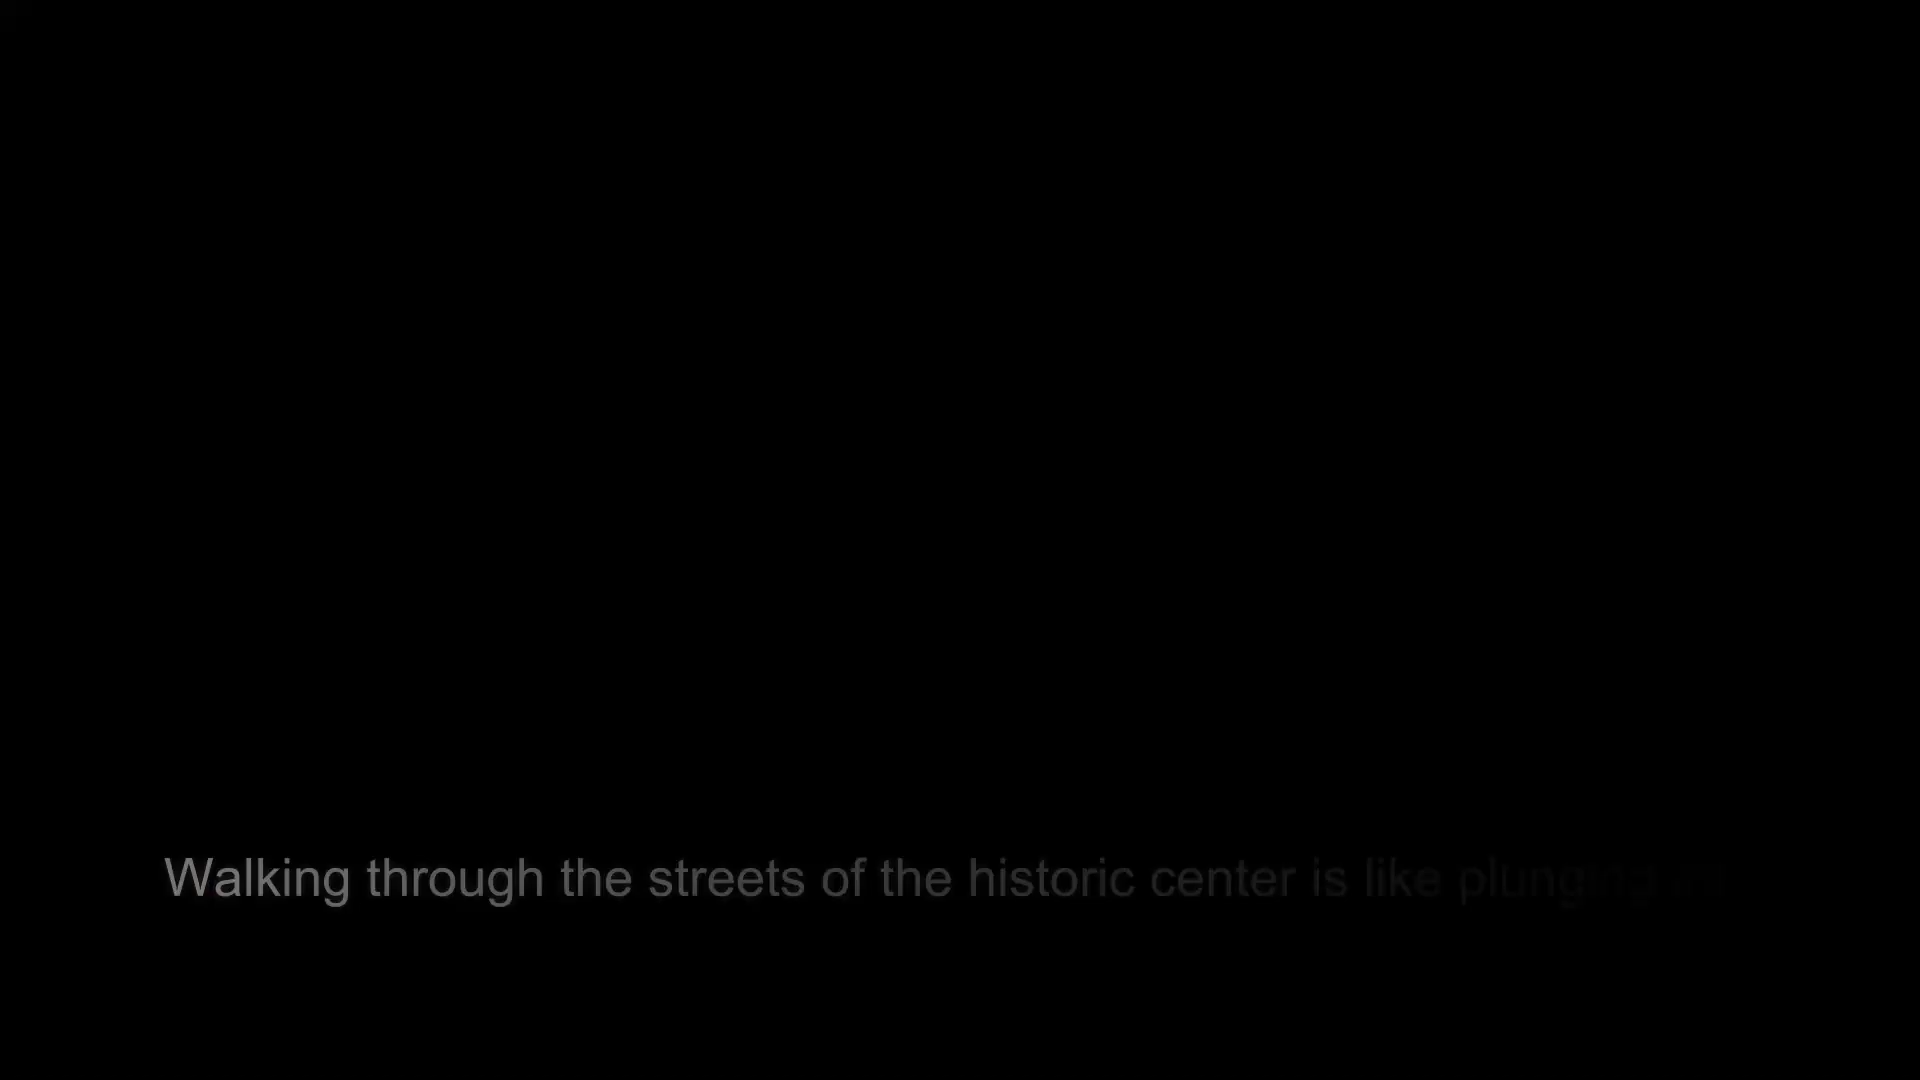 Walking through the streets of the historic center is like plunging